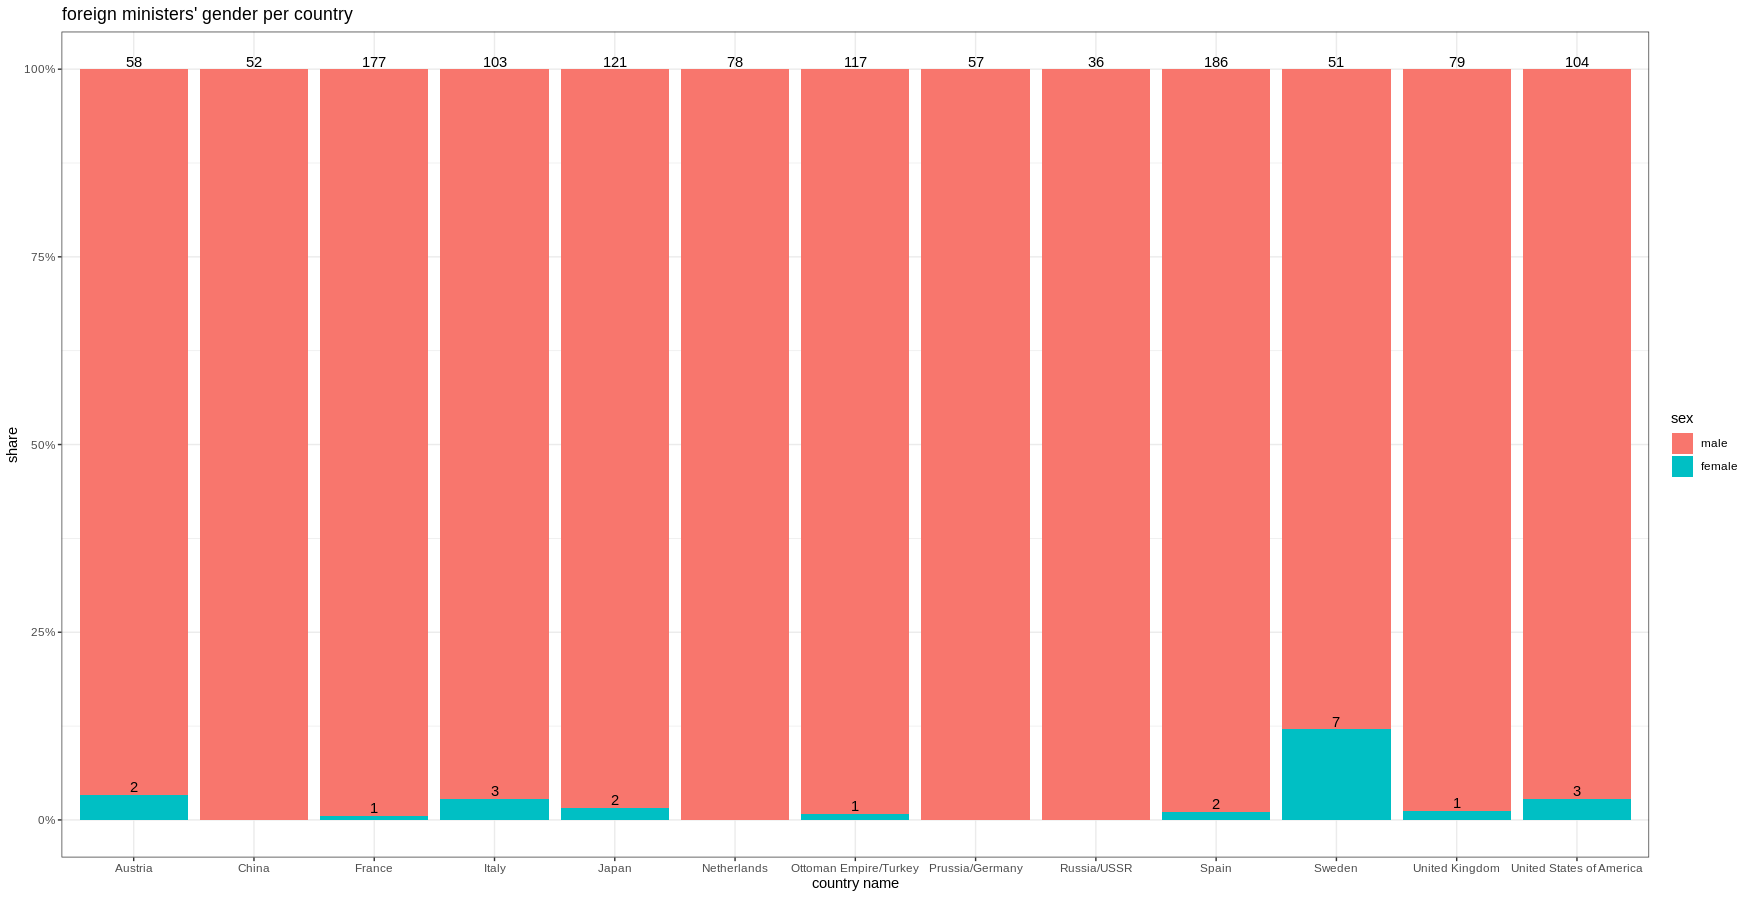 foreign ministers' gender per country
58 52 177 103 121 78 117 57 36 186 51 79 104
100%
75%
50%
25%
0%
share
2 1 3 2 1 2 7 1 3
Austria China France Italy Japan Netherlands Ottoman Empire/Turkey Prussia/Germany Russia/USSR Spain Sweden United Kingdom United States of America
country name
sex
male
female